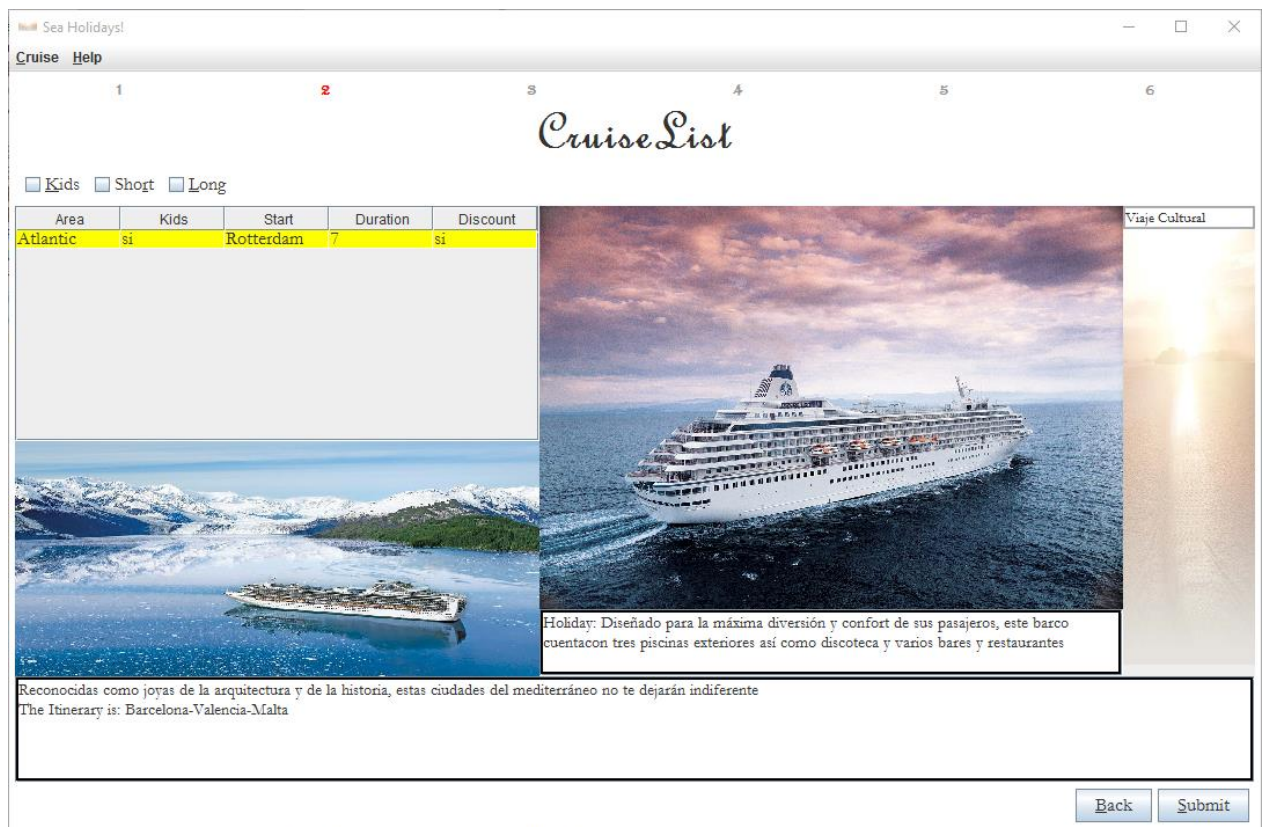 Sea Holidays!
Cruise Help
1 2 3 4 5 6
Cruise List
Kids Short Long
Area Kids Start Duration Discount
Atlantic si Rotterdam 7 si
Viaje Cultural
Holiday: Diseñado para la máxima diversión y confort de sus pasajeros, este barco
cuentacon tres piscinas exteriores así como discoteca y varios bares y restaurantes
Reconocidas como joyas de la arquitectura y de la historia, estas ciudades del mediterráneo no te dejarán indiferente
The Itinerary is: Barcelona-Valencia-Malta
Back Submit